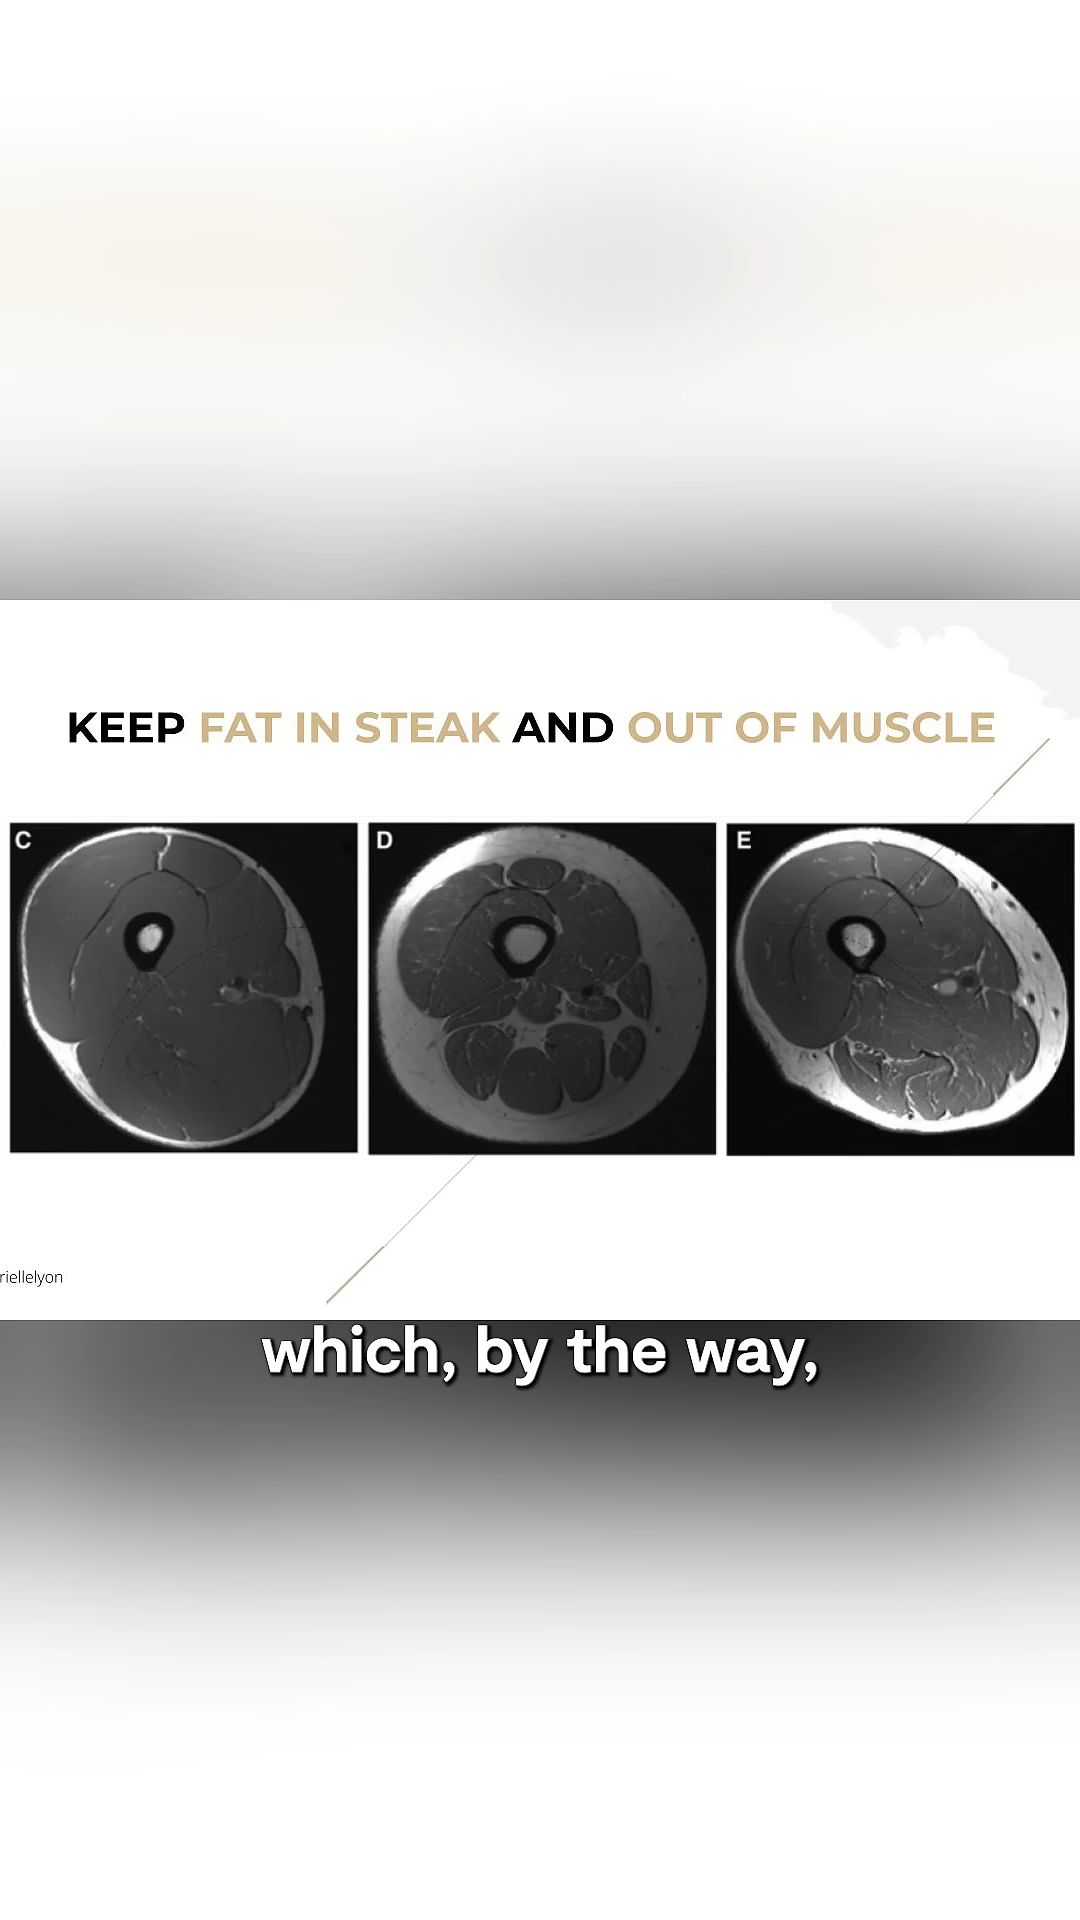 KEEP FAT IN STEAK AND OUT OF MUSCLE
C
D
E
riellelyon
which, by the way,